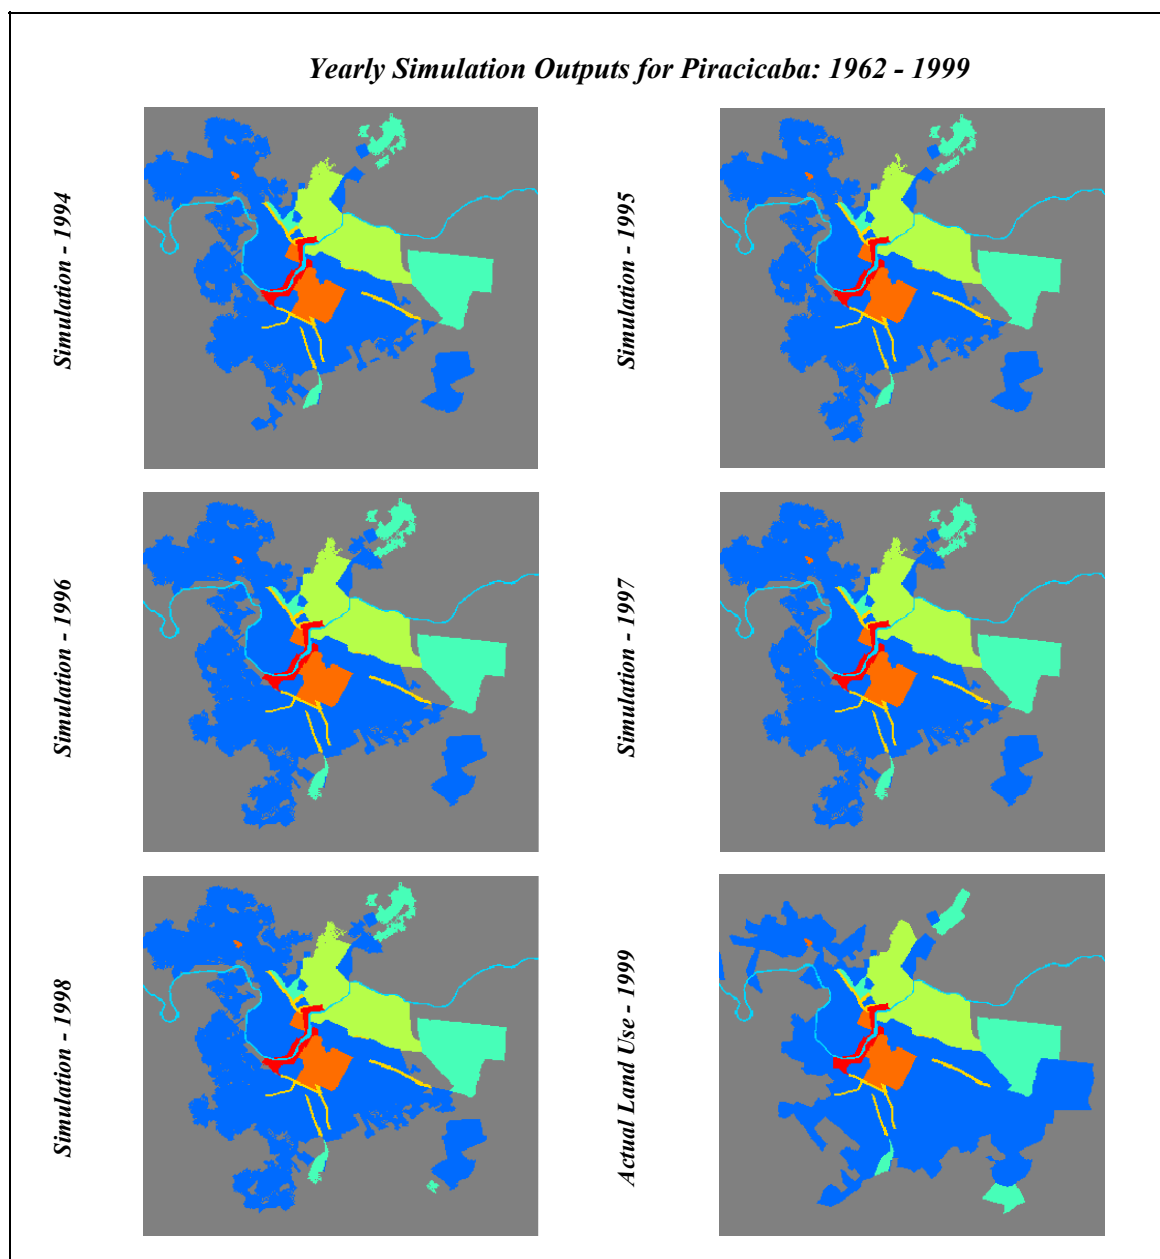 Yearly Simulation Outputs for Piracicaba: 1962 - 1999
Simulation - 1994
Simulation - 1995
Simulation - 1996
Simulation - 1997
Simulation - 1998
Actual Land Use - 1999